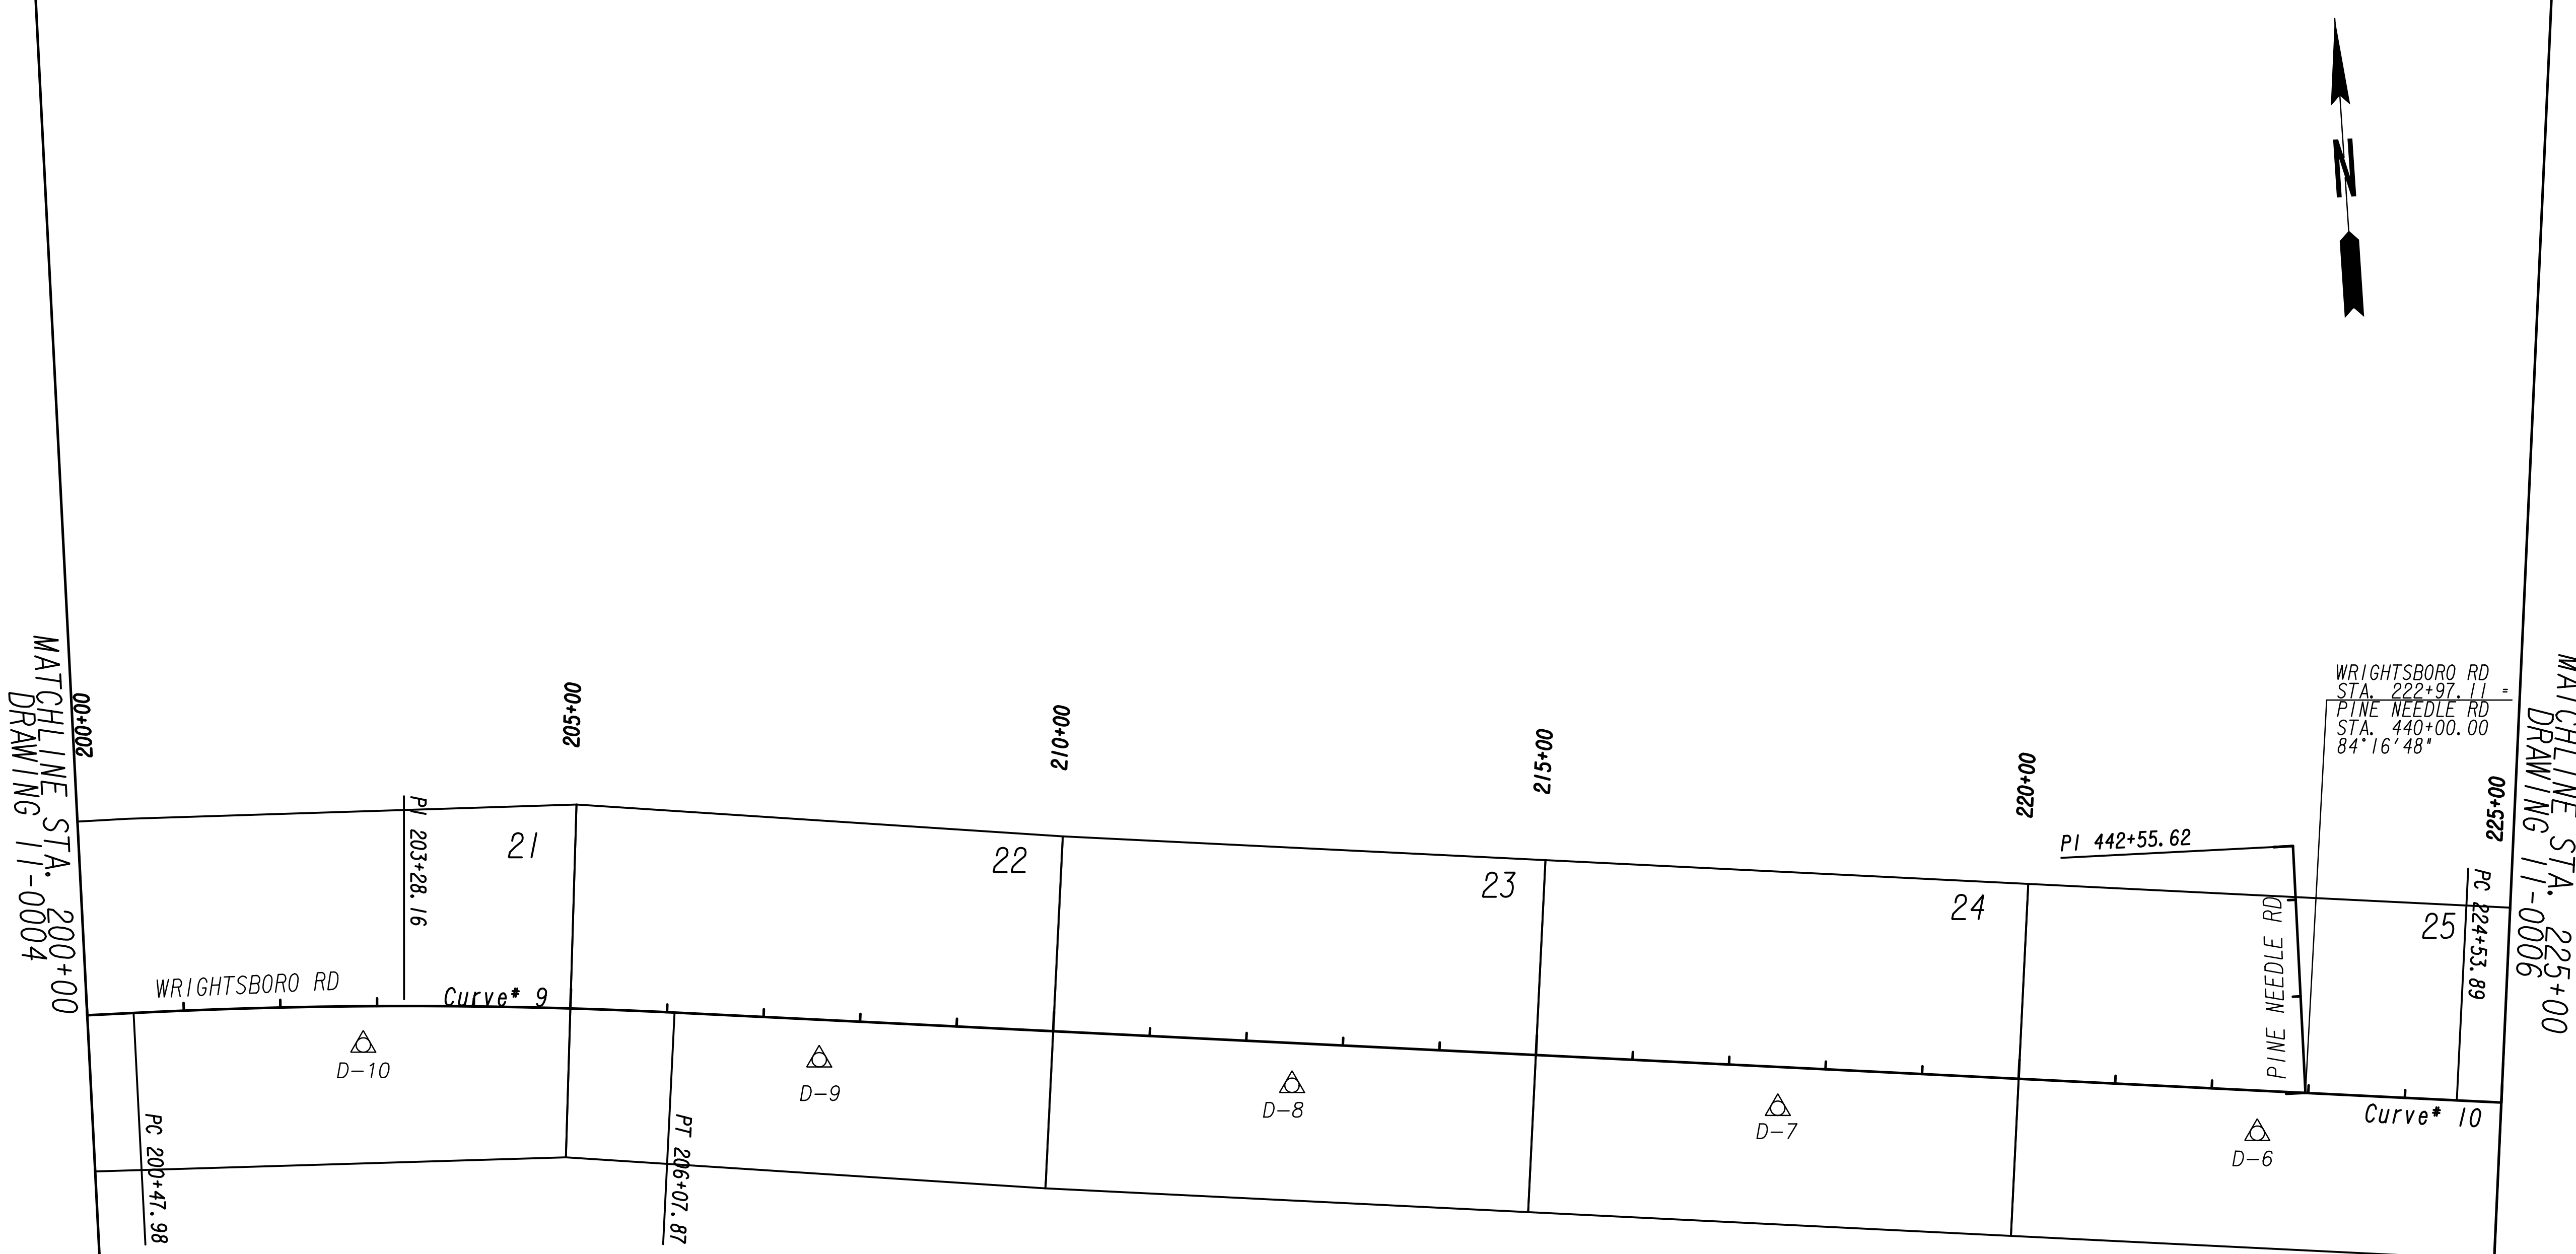 N
MATCHLINE STA. 200+00
DRAWING 11-0004
200+00
205+00
210+00
215+00
220+00
225+00
WRIGHTSBORO RD
STA. 222+97.11 =
PINE NEEDLE RD
STA. 440+00.00
84°16'48"
MATCHLINE STA. 225+00
DRAWING 11-0006
PI 203+28.16
21
22
23
24
25
PI 442+55.62
PC 224+53.89
PINE NEEDLE RD
WRIGHTSBORO RD
Curve# 9
Curve# 10
D-10
D-9
D-8
D-7
D-6
PC 200+47.98
PT 206+07.87